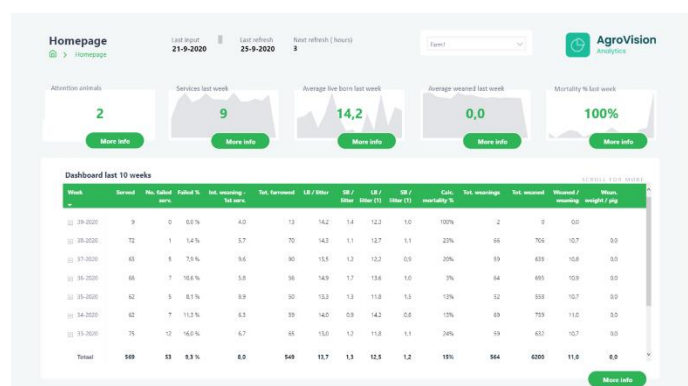 Homepage
Homepage
Last input
21-9-2020
Last refresh
25-9-2020
Next refresh ( hours)
3
Farm1
AgroVision
Analytics
Attention animals
2
More info
Services last week
9
More info
Average live born last week
14,2
More info
Average weaned last week
0,0
More info
Mortality % last week
100%
More info
Dashboard last 10 weeks
SCROLL FOR MORE
Week Served No. failed serv. Failed % Int. weaning - 1st serv. Tot. farrowed LB / litter SB / litter LB / litter (1) SB / litter (1) Calc. mortality % Tot. weanings Tot. weaned Weaned / weaning Wean. weight / pig
39-2020 9 0 0,0 % 4,0 13 14,2 1,4 12,3 1,0 100% 2 0 0,0
38-2020 72 1 1,4 % 5,7 70 14,3 1,1 12,7 1,1 23% 66 706 10,7 0,0
37-2020 63 5 7,9 % 9,6 90 13,5 1,2 12,2 0,9 20% 59 638 10,8 0,0
36-2020 66 7 10,6 % 5,8 56 14,9 1,7 13,6 1,0 3% 64 695 10,9 0,0
35-2020 62 5 8,1 % 8,9 50 13,3 1,3 11,8 1,5 13% 52 558 10,7 0,0
34-2020 62 7 11,3 % 6,3 59 14,0 0,9 14,2 0,8 13% 69 759 11,0 0,0
33-2020 75 12 16,0 % 6,7 65 13,0 1,2 11,8 1,1 24% 59 632 10,7 0,0
Totaal 569 53 9,3 % 8,0 549 13,7 1,3 12,5 1,2 15% 564 6200 11,0 0,0
More info